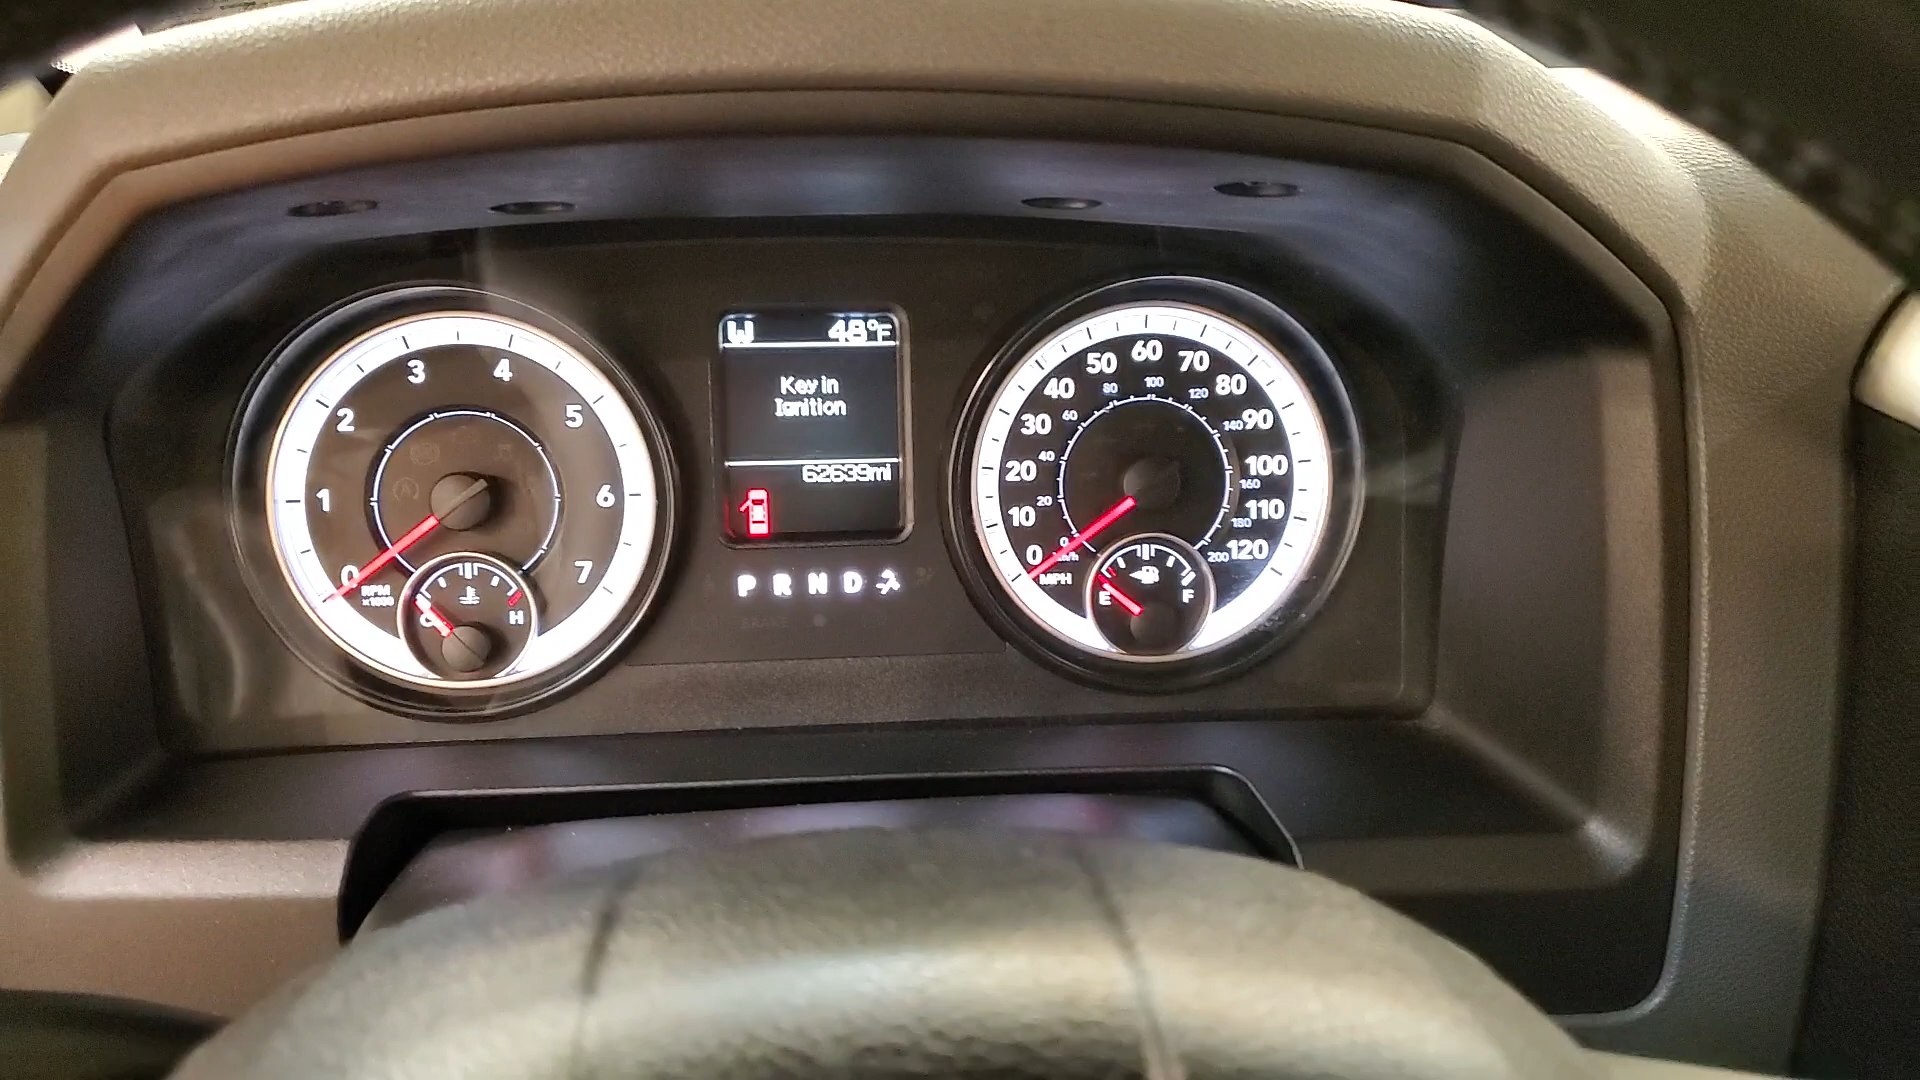 W 48°F
Key in
Ignition
62639mi
P R N D
0 1 2 3 4 5 6 7
RPM
x1000
C H
0 10 20 30 40 50 60 70 80 90 100 110 120
0 20 40 60 80 100 120 140 160 180 200
km/h
MPH
E F
BRAKE